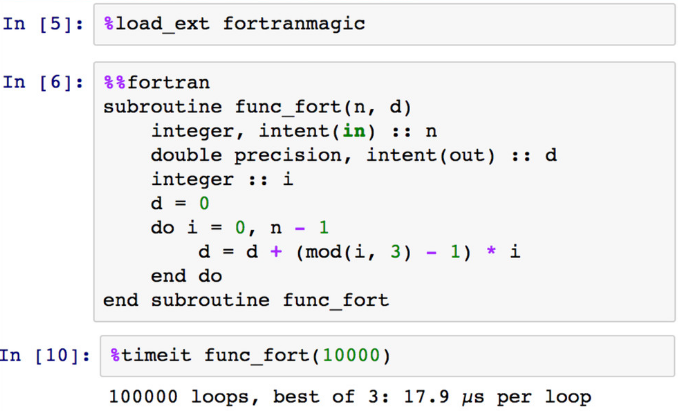 In [5]: %load_ext fortranmagic
In [6]: %%fortran
subroutine func_fort(n, d)
    integer, intent(in) :: n
    double precision, intent(out) :: d
    integer :: i
    d = 0
    do i = 0, n - 1
        d = d + (mod(i, 3) - 1) * i
    end do
end subroutine func_fort
In [10]: %timeit func_fort(10000)
100000 loops, best of 3: 17.9 µs per loop